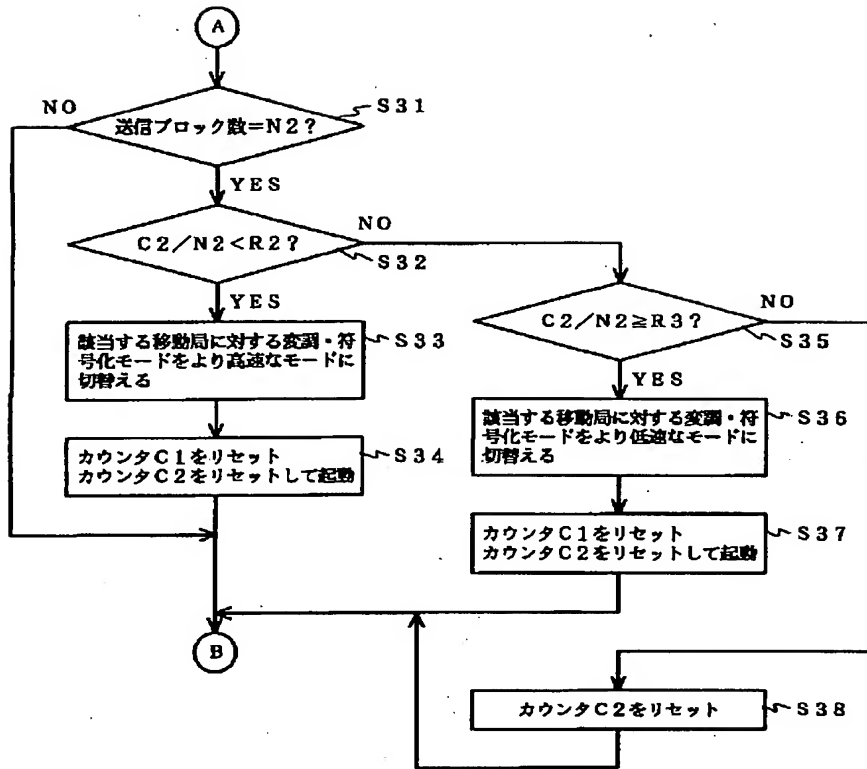 A
NO
送信ブロック数=N2?
S31
YES
C2/N2<R2?
NO
S32
YES
C2/N2≧R3?
NO
S35
該当する移動局に対する変調・符
号化モードをより高速なモードに
切替える
S33
YES
該当する移動局に対する変調・符
号化モードをより低速なモードに
切替える
S36
カウンタC1をリセット
カウンタC2をリセットして起動
S34
カウンタC1をリセット
カウンタC2をリセットして起動
S37
B
カウンタC2をリセット
S38